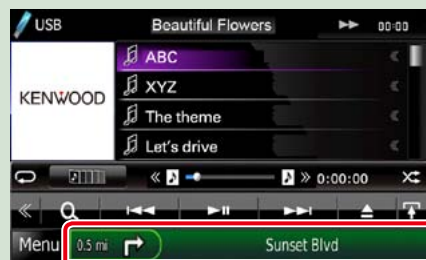 USB Beautiful Flowers 00:00
ABC
KENWOOD
XYZ
The theme
Let's drive
0:00:00
Menu 0.5 mi Sunset Blvd